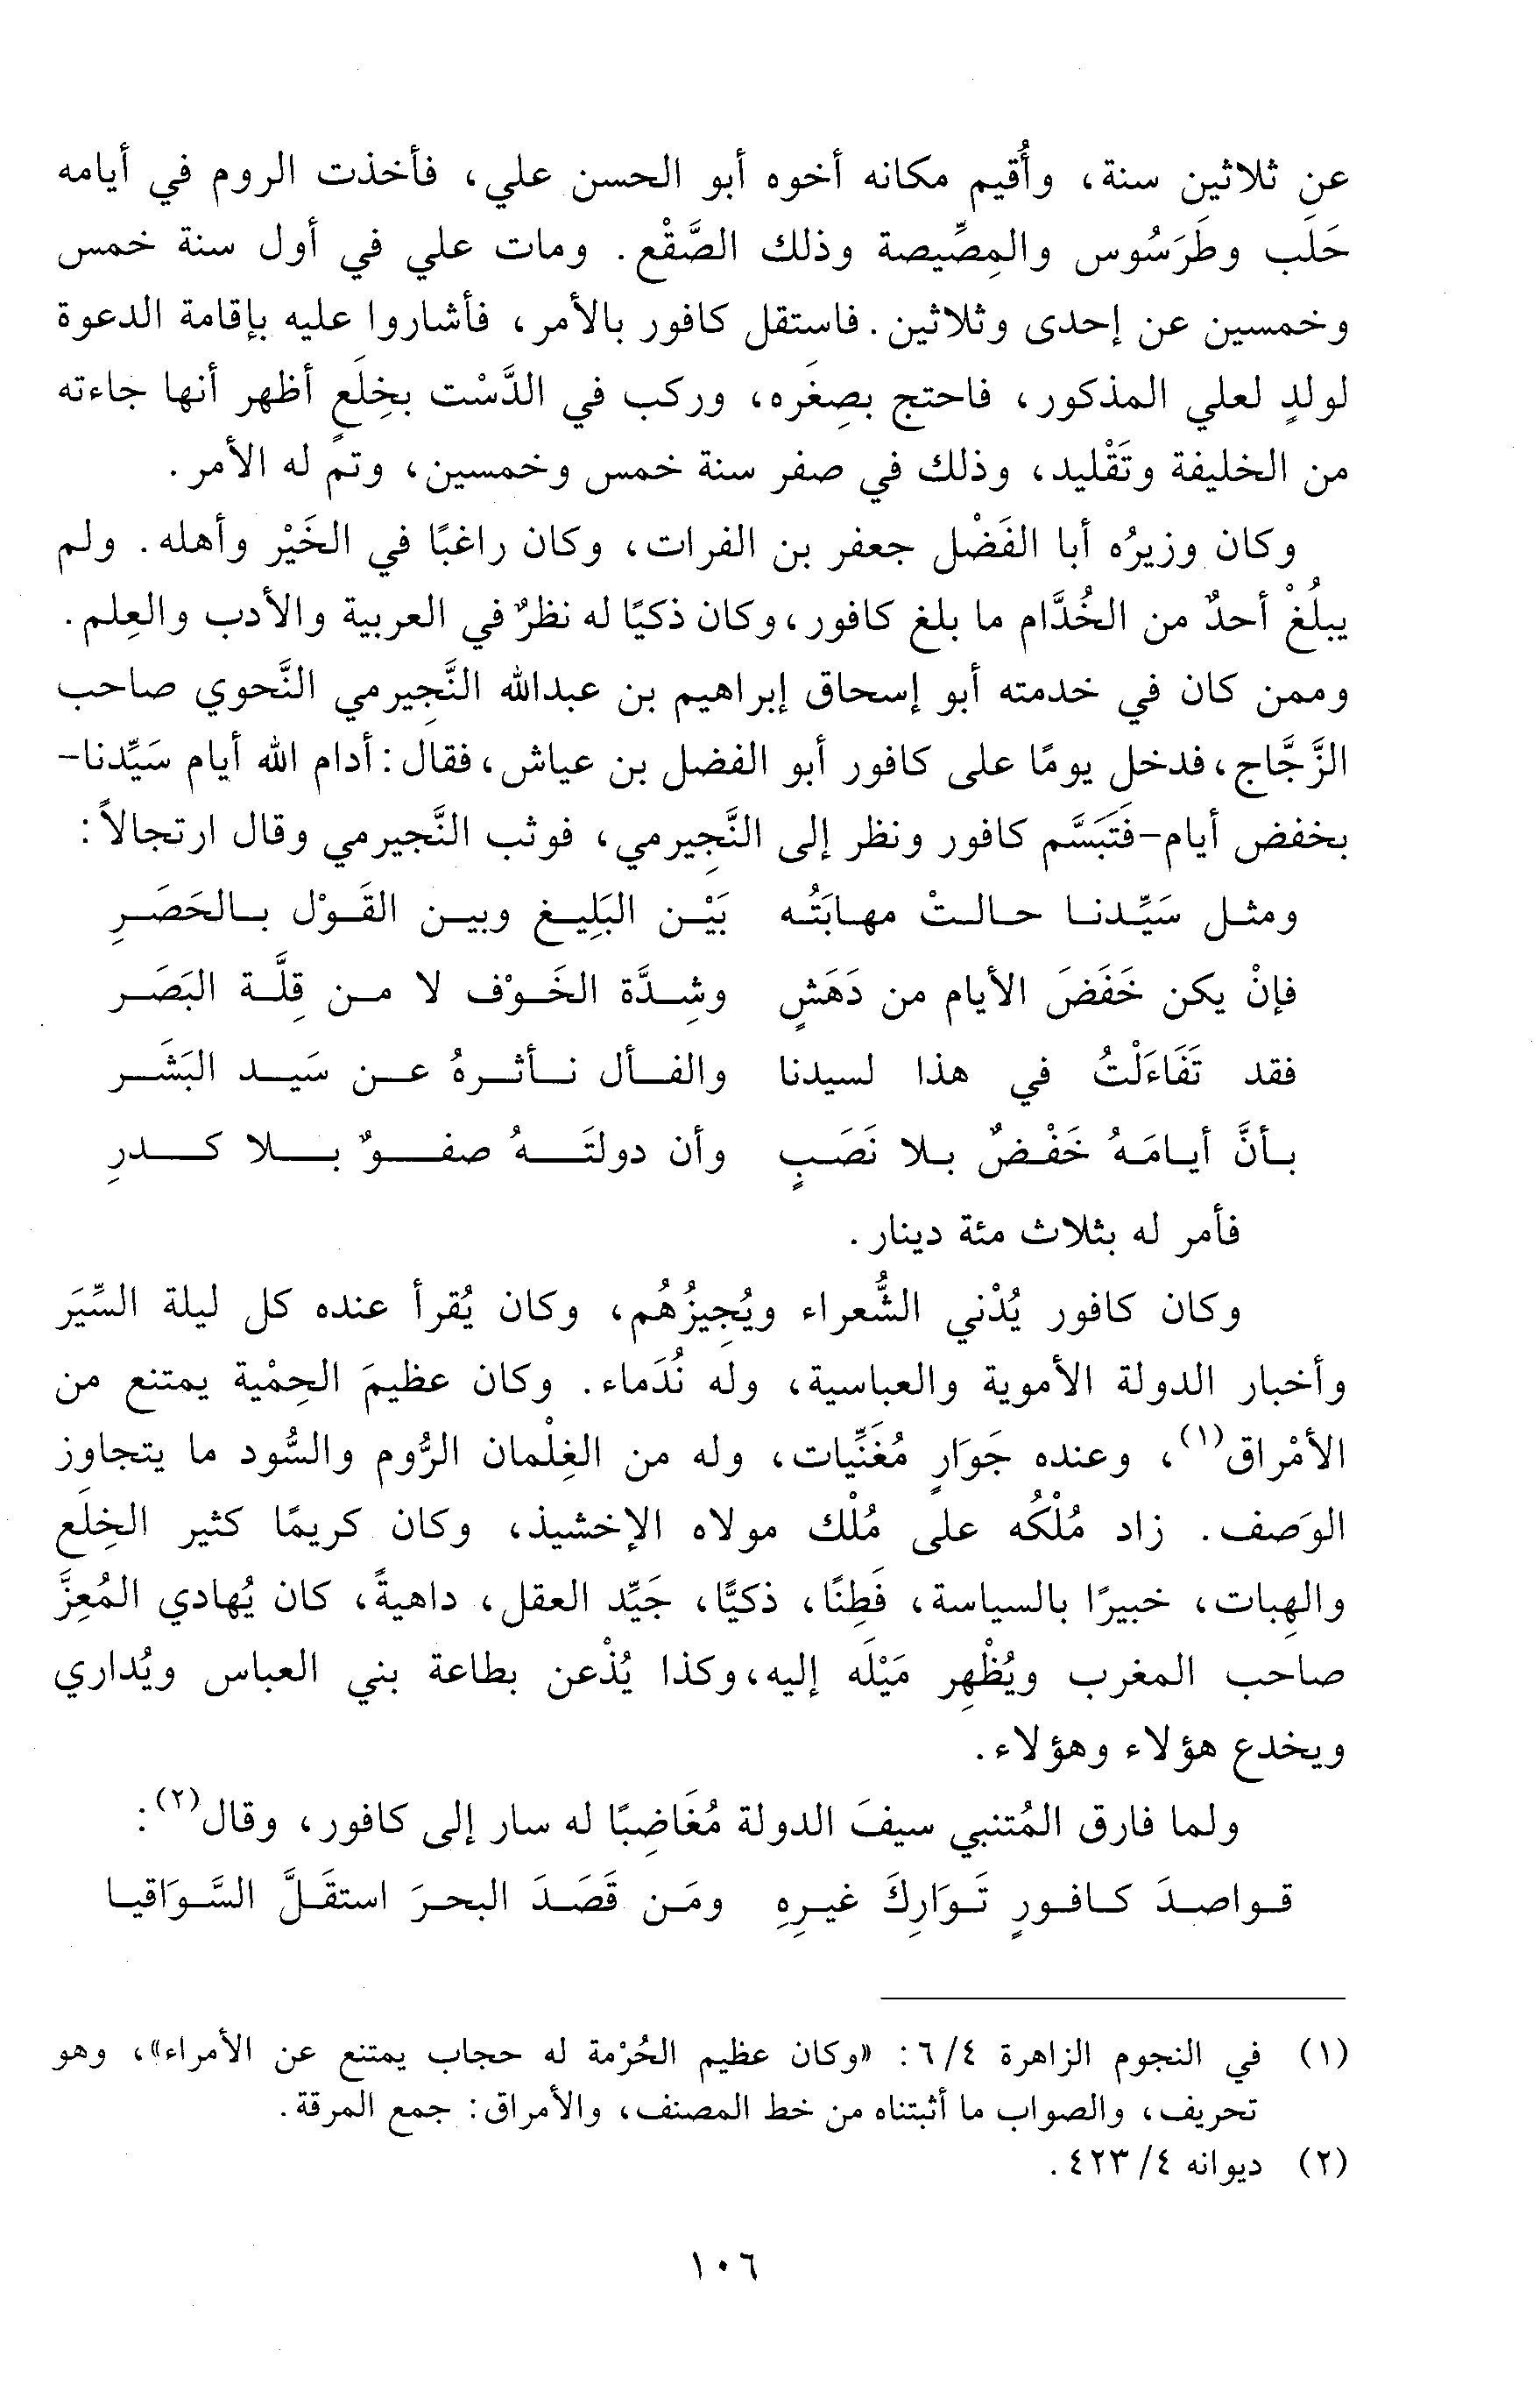 عن ثلاثين سنة، وأُقيم مكانه أخوه أبو الحسن علي، فأخذت الروم في أيامه
حَلَب وطَرَسُوس والمِصِّيصة وذلك الصَّقْع. ومات علي في أول سنة خمس
وخمسين عن إحدى وثلاثين. فاستقل كافور بالأمر، فأشاروا عليه بإقامة الدعوة
لولدٍ لعلي المذكور، فاحتج بصِغَره، وركب في الدَّسْت بخِلَعٍ أظهر أنها جاءته
من الخليفة وتَقْليد، وذلك في صفر سنة خمس وخمسين، وتم له الأمر.
وكان وزيرُه أبا الفَضْل جعفر بن الفرات، وكان راغبًا في الخَيْر وأهله. ولم
يبلُغْ أحدٌ من الخُدَّام ما بلغ كافور، وكان ذكيًا له نظرٌ في العربية والأدب والعِلم.
وممن كان في خدمته أبو إسحاق إبراهيم بن عبدالله النَّجِيرمي النَّحوي صاحب
الزَّجَّاج، فدخل يومًا على كافور أبو الفضل بن عياش، فقال: أدام الله أيام سَيِّدنا-
بخفض أيام-فتَبَسَّم كافور ونظر إلى النَّجِيرمي، فوثب النَّجيرمي وقال ارتجالاً:
ومثل سَيِّدنا حالتْ مهابَتُه بَيْن البَلِيغ وبين القَوْل بالحَصَرِ
فإنْ يكن خَفَضَ الأيام من دَهَشٍ وشِدَّة الخَوْف لا من قِلَّة البَصَر
فقد تَفَاءَلْتُ في هذا لسيدنا والفأل نأثرهُ عن سَيد البَشَر
بأنَّ أيامَهُ خَفْضٌ بلا نَصَبٍ وأن دولتَهُ صفوٌ بلا كدرِ
فأمر له بثلاث مئة دينار.
وكان كافور يُدْني الشُّعراء ويُجِيزُهُم، وكان يُقرأ عنده كل ليلة السِّيَر
وأخبار الدولة الأموية والعباسية، وله نُدَماء. وكان عظيمَ الحِمْية يمتنع من
الأمْراق(١)، وعنده جَوَارٍ مُغَنِّيات، وله من الغِلْمان الرُّوم والسُّود ما يتجاوز
الوَصف. زاد مُلْكُه على مُلْك مولاه الإخشيذ، وكان كريمًا كثير الخِلَع
والهِبات، خبيرًا بالسياسة، فَطِنًا، ذكيًّا، جَيِّد العقل، داهيةً، كان يُهادي المُعِزَّ
صاحب المغرب ويُظْهِر مَيْلَه إليه، وكذا يُذْعن بطاعة بني العباس ويُداري
ويخدع هؤلاء وهؤلاء.
ولما فارق المُتنبي سيفَ الدولة مُغَاضِبًا له سار إلى كافور، وقال(٢):
قواصدَ كافورٍ تَوَارِكَ غيرِهِ ومَن قَصَدَ البحرَ استقَلَّ السَّوَاقيا
(١) في النجوم الزاهرة ٤/ ٦: «وكان عظيم الحُرْمة له حجاب يمتنع عن الأمراء»، وهو
تحريف، والصواب ما أثبتناه من خط المصنف، والأمراق: جمع المرقة.
(٢) ديوانه ٤/ ٤٢٣.
١٠٦